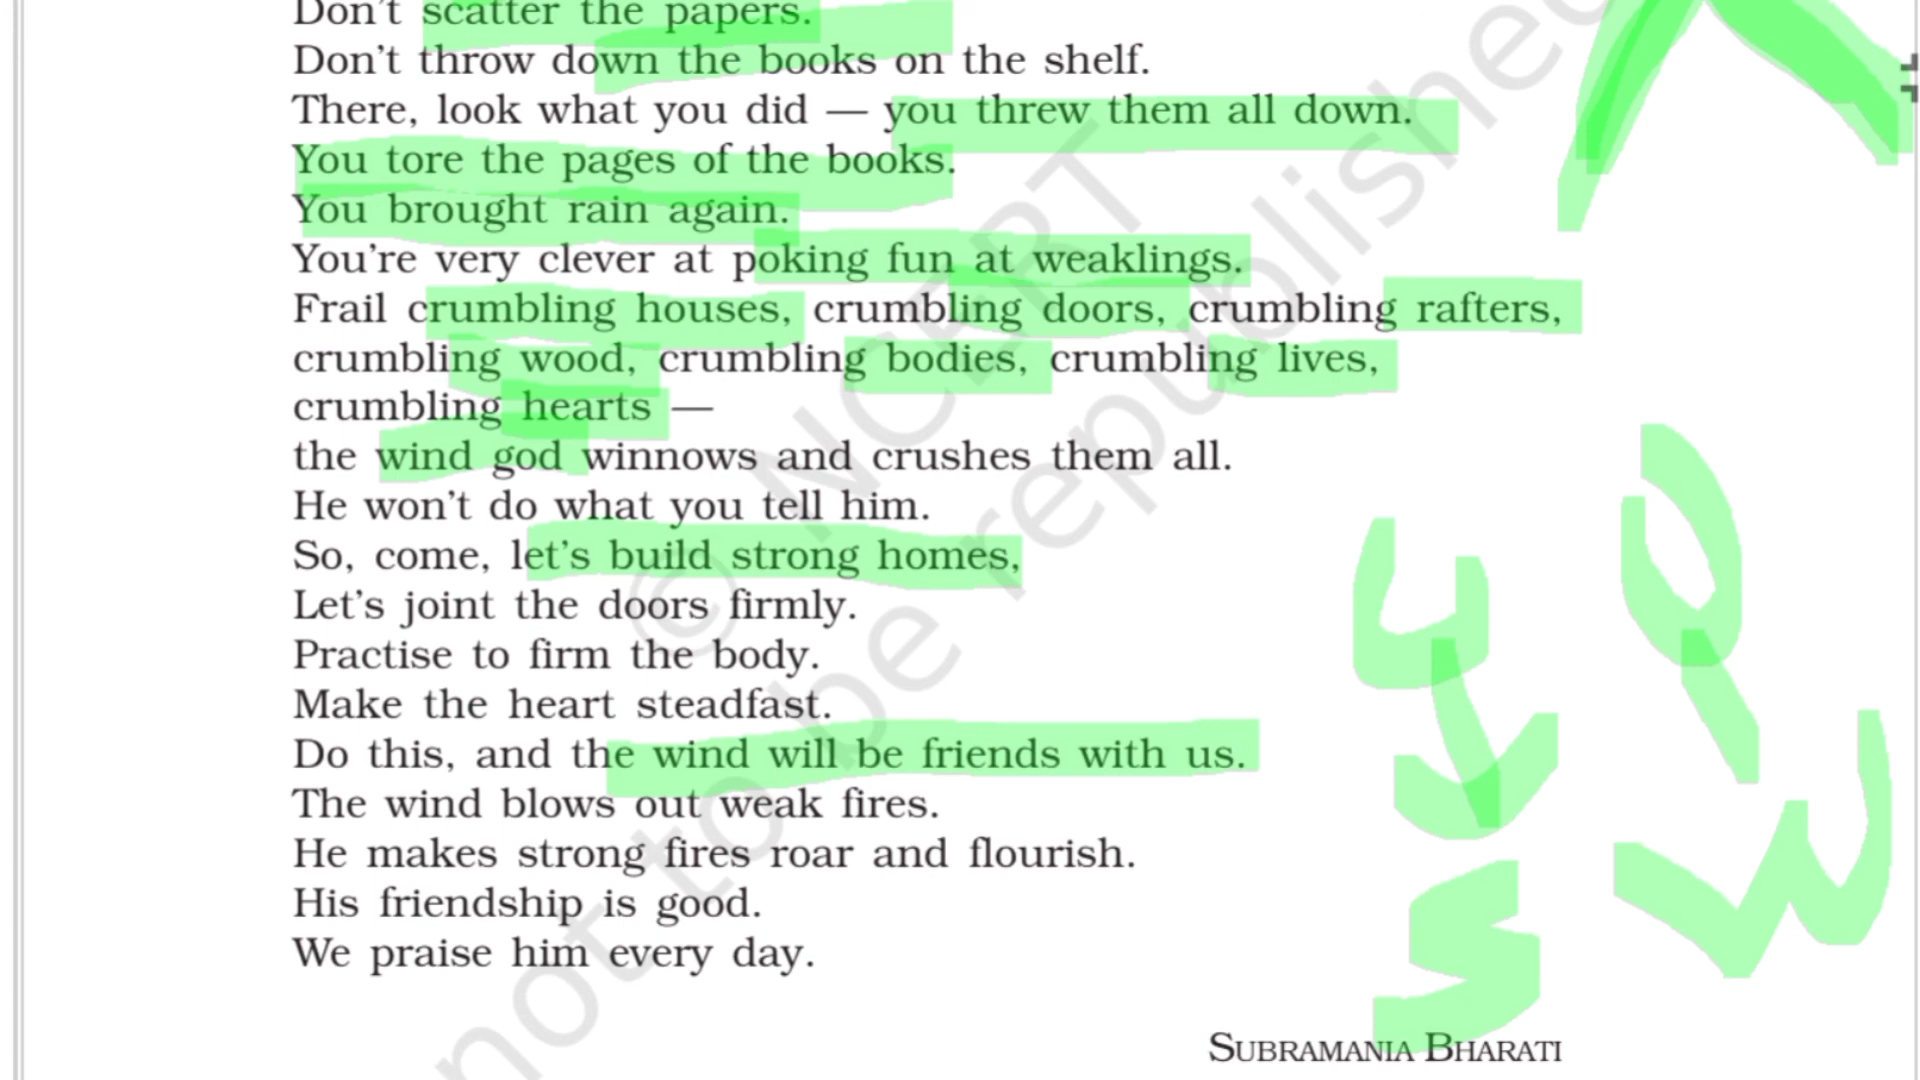 Don't scatter the papers.
Don't throw down the books on the shelf.
There, look what you did — you threw them all down.
You tore the pages of the books.
You brought rain again.
You're very clever at poking fun at weaklings.
Frail crumbling houses, crumbling doors, crumbling rafters,
crumbling wood, crumbling bodies, crumbling lives,
crumbling hearts —
the wind god winnows and crushes them all.
He won't do what you tell him.
So, come, let's build strong homes,
Let's joint the doors firmly.
Practise to firm the body.
Make the heart steadfast.
Do this, and the wind will be friends with us.
The wind blows out weak fires.
He makes strong fires roar and flourish.
His friendship is good.
We praise him every day.
SUBRAMANIA BHARATI
© NCERT
not to be republished